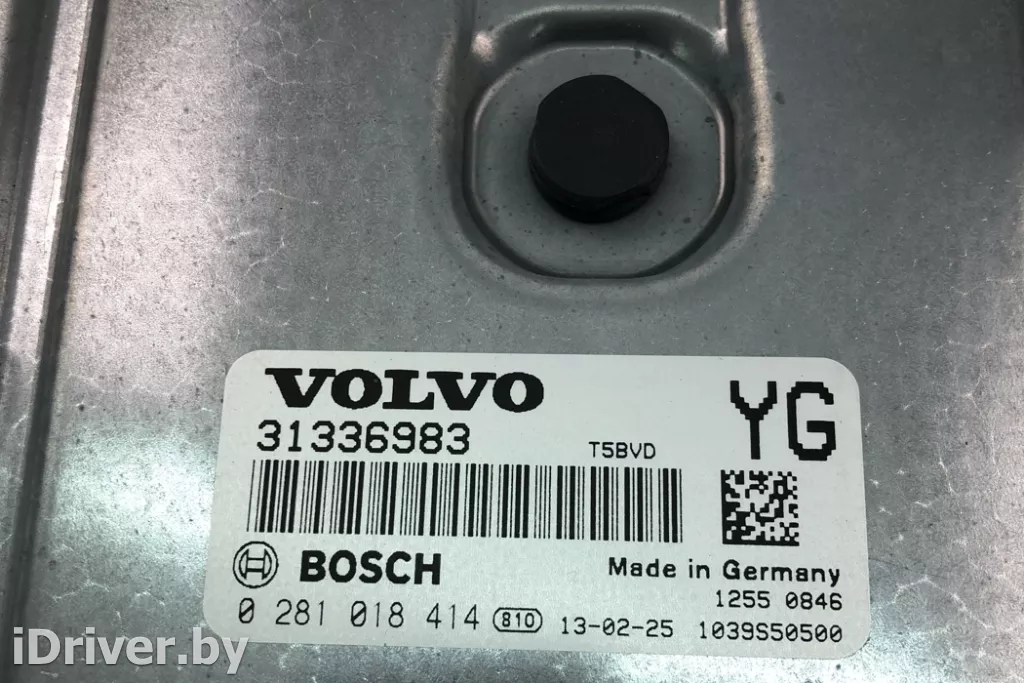 VOLVO
YG
31336983
T5BVD
BOSCH
Made in Germany
1255 0846
0 281 018 414 810 13-02-25 1039S50500
iDriver.by